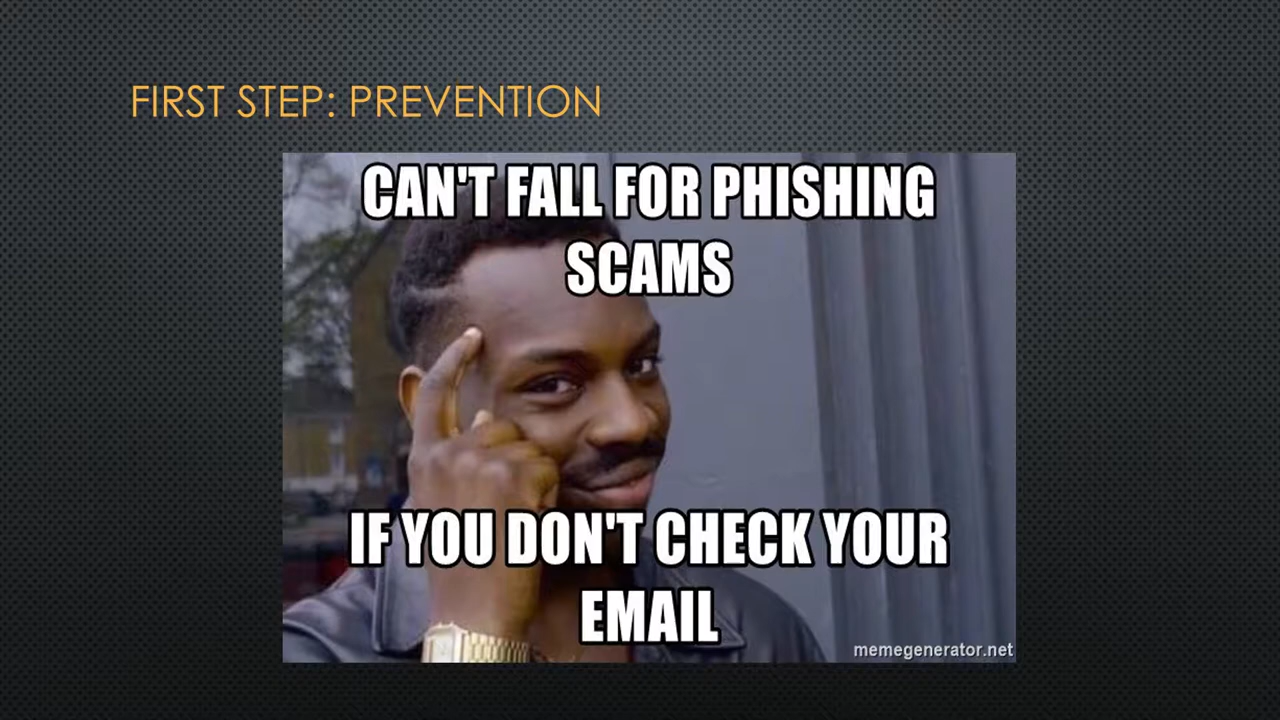 FIRST STEP: PREVENTION
CAN'T FALL FOR PHISHING
SCAMS
IF YOU DON'T CHECK YOUR
EMAIL
memegenerator.net